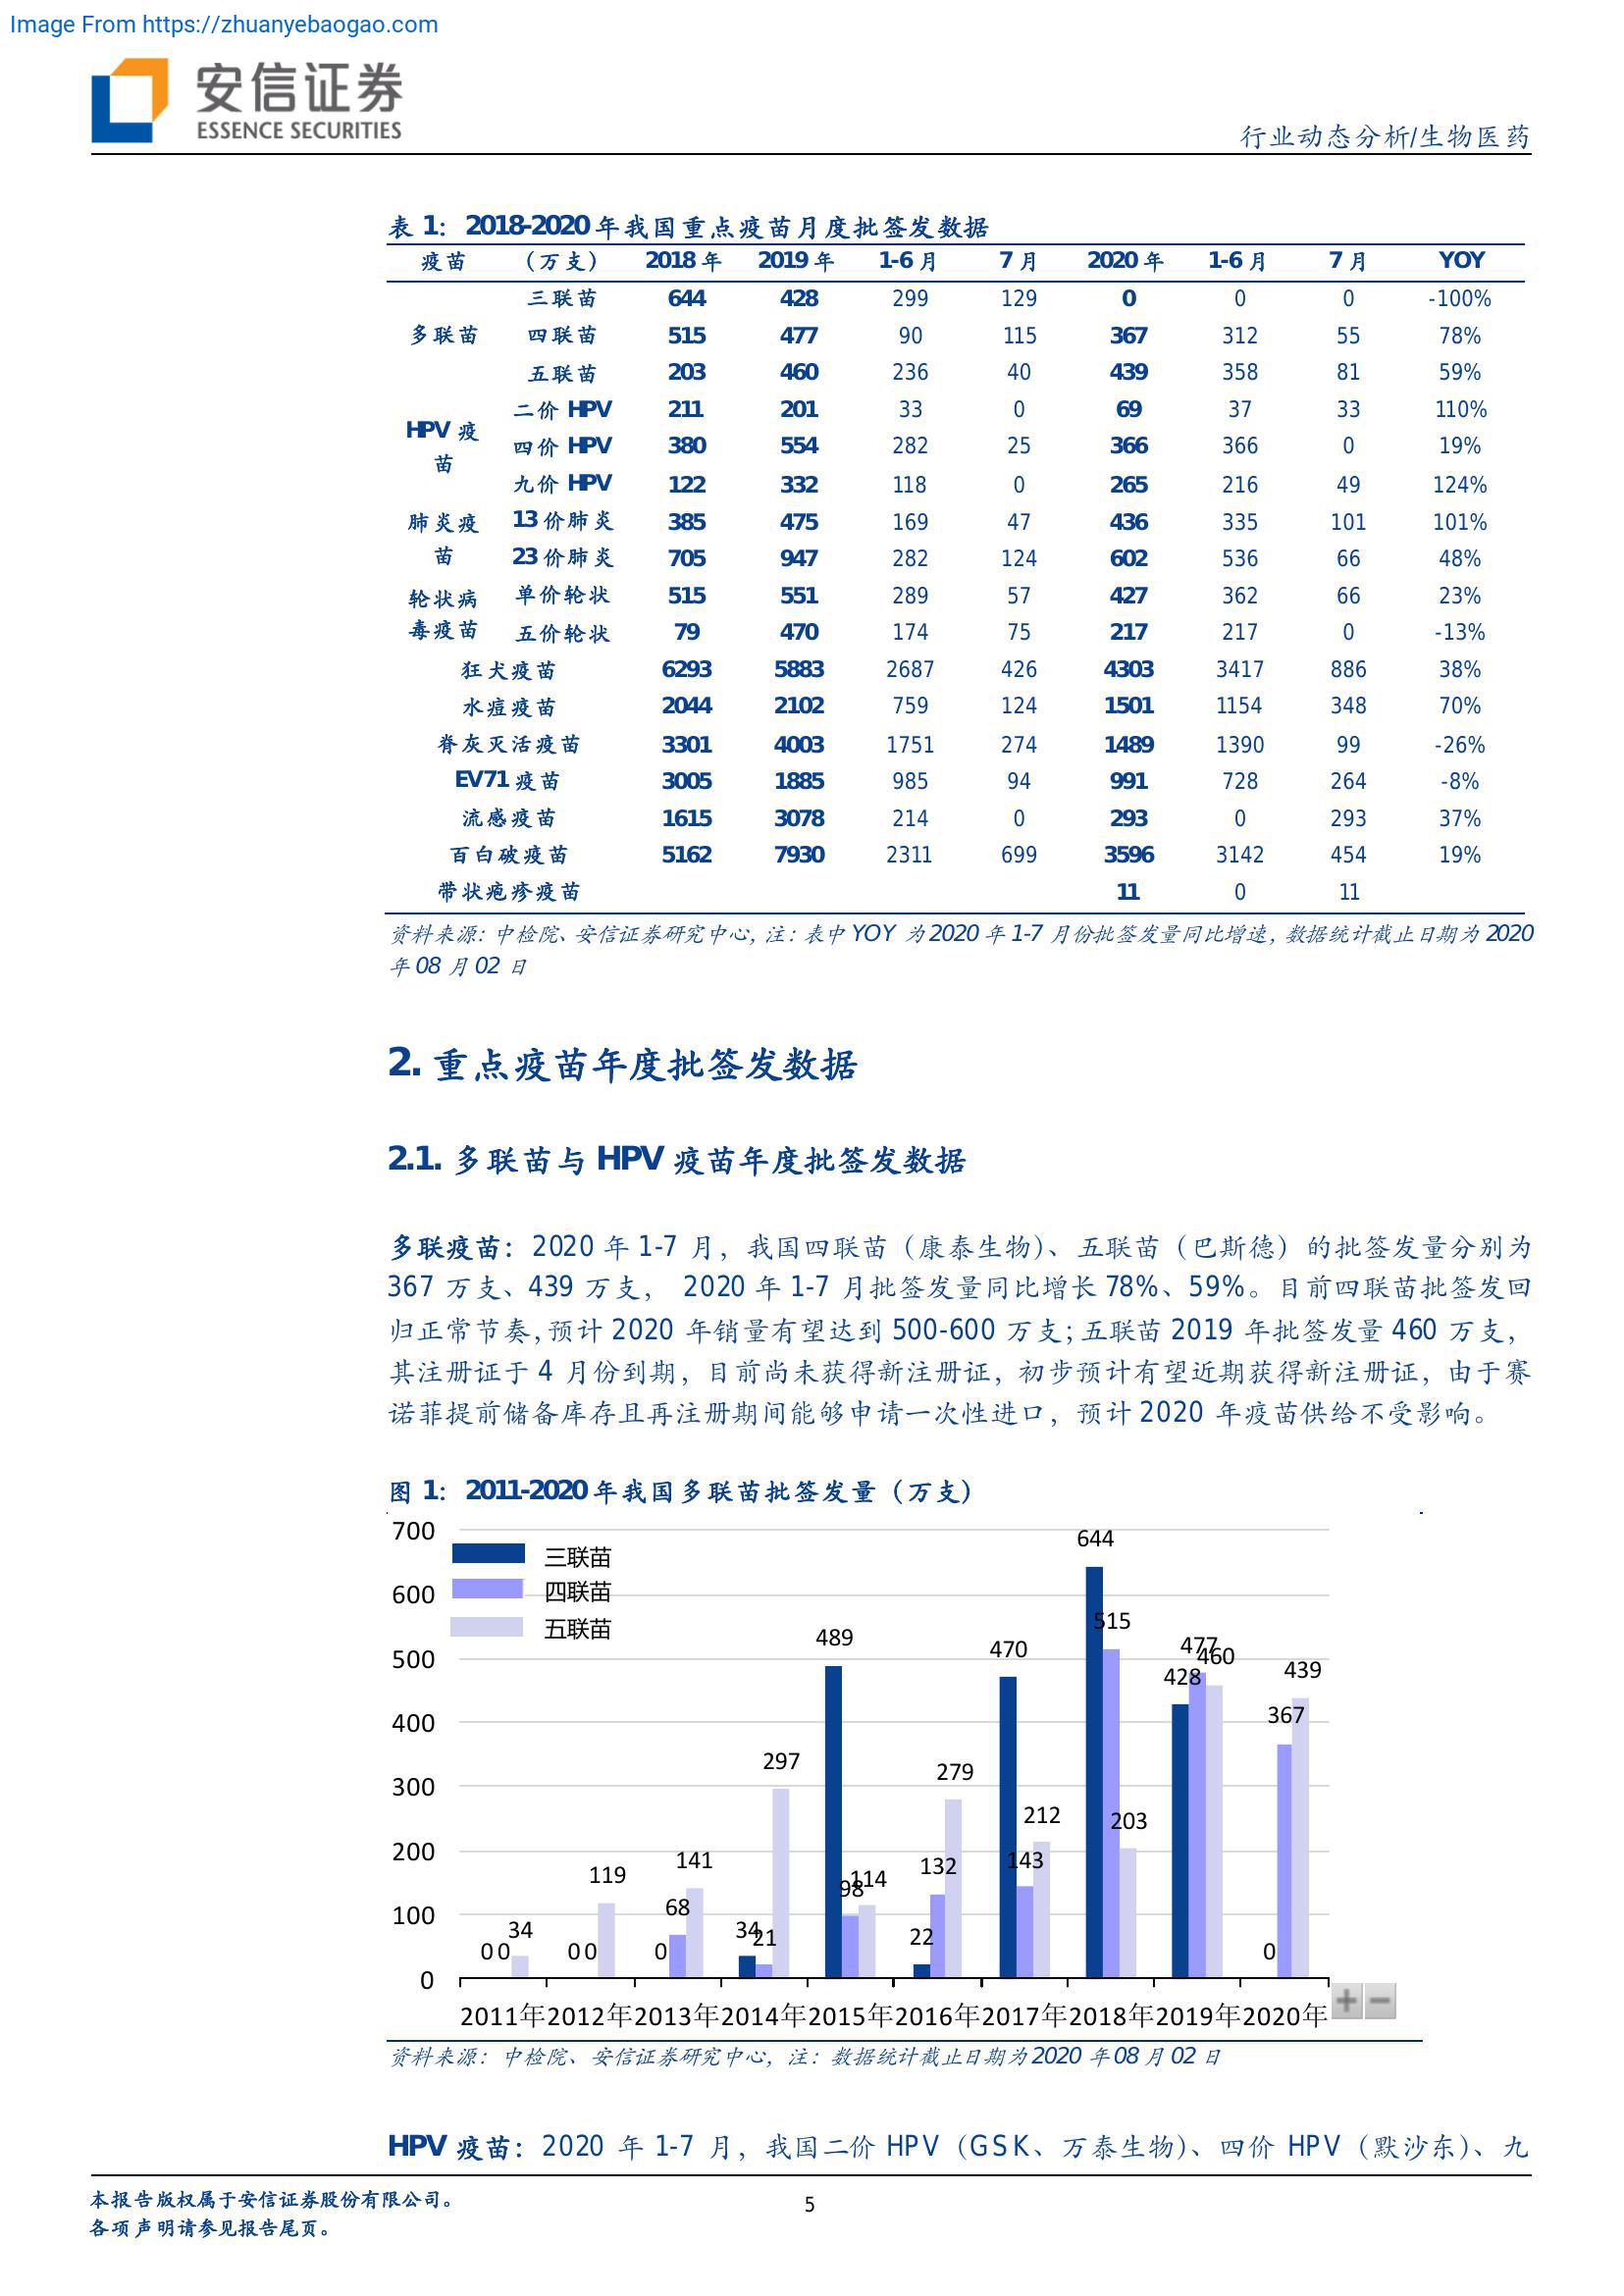 Image From https://zhuanyebaogao.com
安信证券
ESSENCE SECURITIES
行业动态分析/生物医药
表 1： 2018-2020 年我国重点疫苗月度批签发数据
疫苗 （万支） 2018 年 2019 年 1-6 月 7 月 2020 年 1-6 月 7 月 YOY
多联苗
三联苗 644 428 299 129 0 0 0 -100%
四联苗 515 477 90 115 367 312 55 78%
五联苗 203 460 236 40 439 358 81 59%
HPV 疫苗
二价 HPV 211 201 33 0 69 37 33 110%
四价 HPV 380 554 282 25 366 366 0 19%
九价 HPV 122 332 118 0 265 216 49 124%
肺炎疫苗
13 价肺炎 385 475 169 47 436 335 101 101%
23 价肺炎 705 947 282 124 602 536 66 48%
轮状病毒疫苗
单价轮状 515 551 289 57 427 362 66 23%
五价轮状 79 470 174 75 217 217 0 -13%
狂犬疫苗 6293 5883 2687 426 4303 3417 886 38%
水痘疫苗 2044 2102 759 124 1501 1154 348 70%
脊灰灭活疫苗 3301 4003 1751 274 1489 1390 99 -26%
EV71 疫苗 3005 1885 985 94 991 728 264 -8%
流感疫苗 1615 3078 214 0 293 0 293 37%
百白破疫苗 5162 7930 2311 699 3596 3142 454 19%
带状疱疹疫苗 11 0 11
资料来源：中检院、安信证券研究中心，注：表中 YOY 为 2020 年 1-7 月份批签发量同比增速，数据统计截止日期为 2020
年 08 月 02 日
2. 重点疫苗年度批签发数据
2.1. 多联苗与 HPV 疫苗年度批签发数据
多联疫苗：2020 年 1-7 月，我国四联苗（康泰生物）、五联苗（巴斯德）的批签发量分别为
367 万支、439 万支， 2020 年 1-7 月批签发量同比增长 78%、59%。目前四联苗批签发回
归正常节奏，预计 2020 年销量有望达到 500-600 万支；五联苗 2019 年批签发量 460 万支，
其注册证于 4 月份到期，目前尚未获得新注册证，初步预计有望近期获得新注册证，由于赛
诺菲提前储备库存且再注册期间能够申请一次性进口，预计 2020 年疫苗供给不受影响。
图 1： 2011-2020 年我国多联苗批签发量（万支）
700
600
500
400
300
200
100
0
三联苗
四联苗
五联苗
0 0 34
0 0 119
0 68 141
34 21 297
489 98 114
22 132 279
470 143 212
644 515 203
428 477 460
0 367 439
2011年 2012年 2013年 2014年 2015年 2016年 2017年 2018年 2019年 2020年
资料来源：中检院、安信证券研究中心，注：数据统计截止日期为 2020 年 08 月 02 日
HPV 疫苗：2020 年 1-7 月，我国二价 HPV（GSK、万泰生物）、四价 HPV（默沙东）、九
本报告版权属于安信证券股份有限公司。
各项声明请参见报告尾页。
5